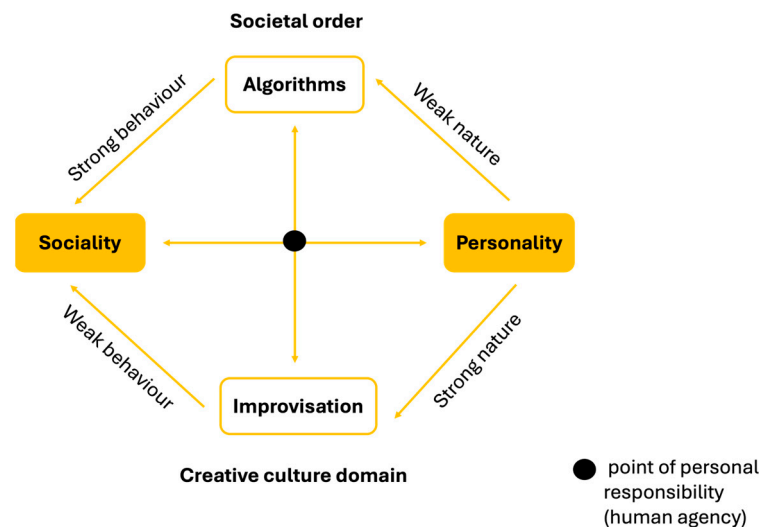 Societal order
Algorithms
Strong behaviour
Weak nature
Sociality
Personality
Weak behaviour
Strong nature
Improvisation
Creative culture domain
point of personal
responsibility
(human agency)